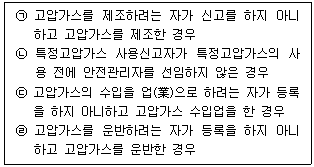 ㉠ 고압가스를 제조하려는 자가 신고를 하지 아니
하고 고압가스를 제조한 경우
㉡ 특정고압가스 사용신고자가 특정고압가스의 사
용 전에 안전관리자를 선임하지 않은 경우
㉢ 고압가스의 수입을 업(業)으로 하려는 자가 등록
을 하지 아니하고 고압가스 수입업을 한 경우
㉣ 고압가스를 운반하려는 자가 등록을 하지 아니
하고 고압가스를 운반한 경우